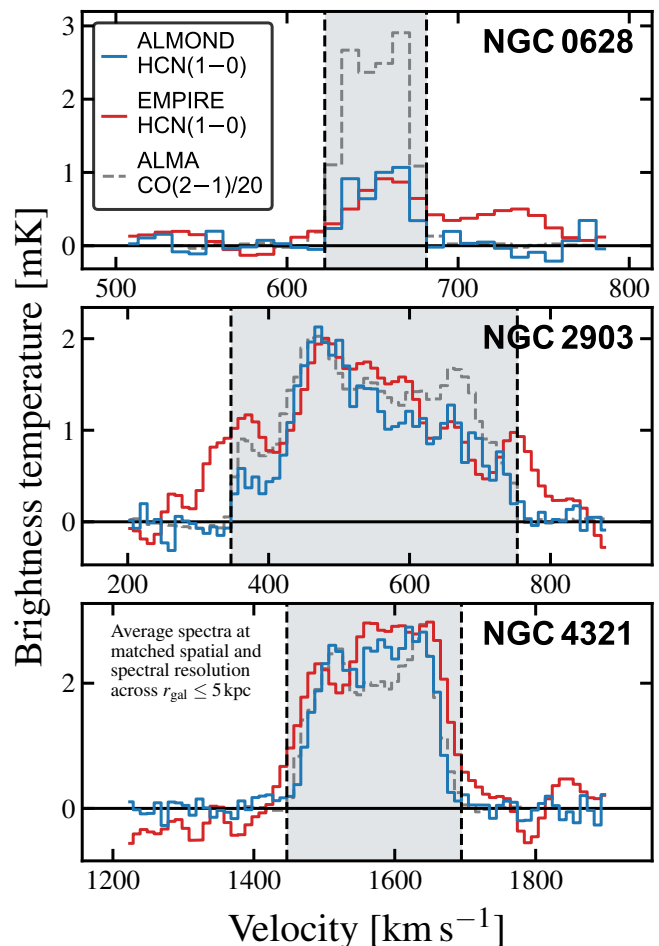 NGC 0628
ALMOND
HCN(1−0)
EMPIRE
HCN(1−0)
ALMA
CO(2−1)/20
3
2
1
0
500 600 700 800
NGC 2903
2
1
0
200 400 600 800
NGC 4321
Average spectra at
matched spatial and
spectral resolution
across r_gal ≤ 5 kpc
2
0
1200 1400 1600 1800
Brightness temperature [mK]
Velocity [km s⁻¹]